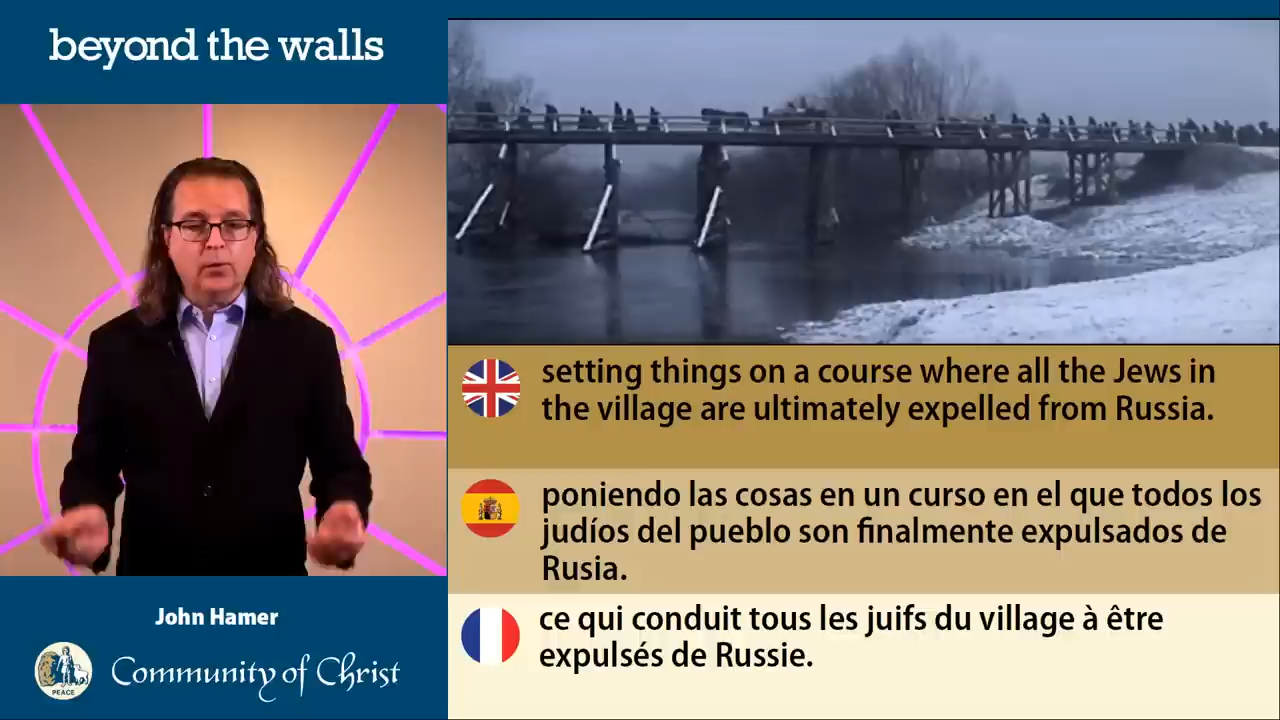 beyond the walls
setting things on a course where all the Jews in
the village are ultimately expelled from Russia.
poniendo las cosas en un curso en el que todos los
judíos del pueblo son finalmente expulsados de
Rusia.
ce qui conduit tous les juifs du village à être
expulsés de Russie.
John Hamer
PEACE
Community of Christ